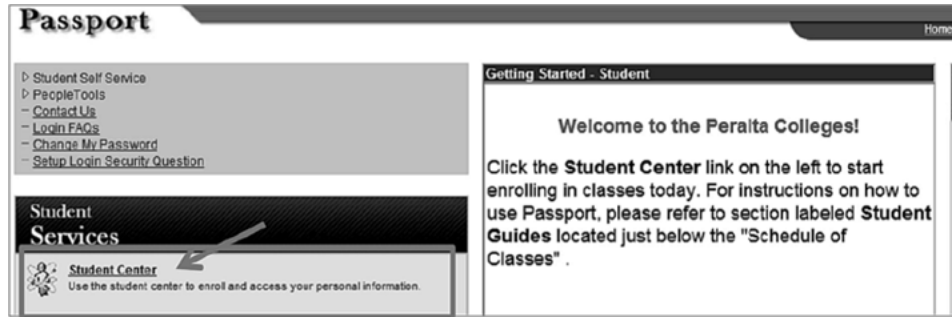 Passport
Home
Student Self Service
PeopleTools
Contact Us
Login FAQs
Change My Password
Setup Login Security Question
Student
Services
Student Center
Use the student center to enroll and access your personal information.
Getting Started - Student
Welcome to the Peralta Colleges!
Click the Student Center link on the left to start
enrolling in classes today. For instructions on how to
use Passport, please refer to section labeled Student
Guides located just below the "Schedule of
Classes" .